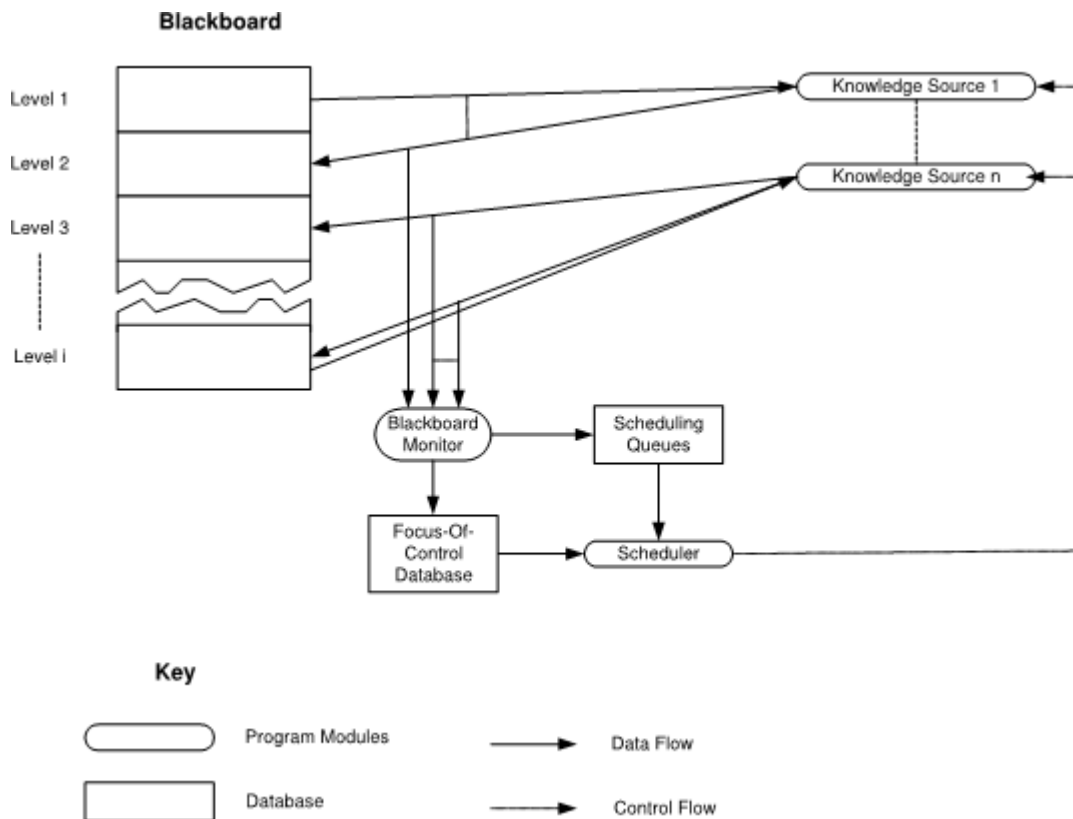 Blackboard
Level 1
Knowledge Source 1
Level 2
Knowledge Source n
Level 3
Level i
Blackboard
Monitor
Scheduling
Queues
Focus-Of-
Control
Database
Scheduler
Key
Program Modules
Data Flow
Database
Control Flow